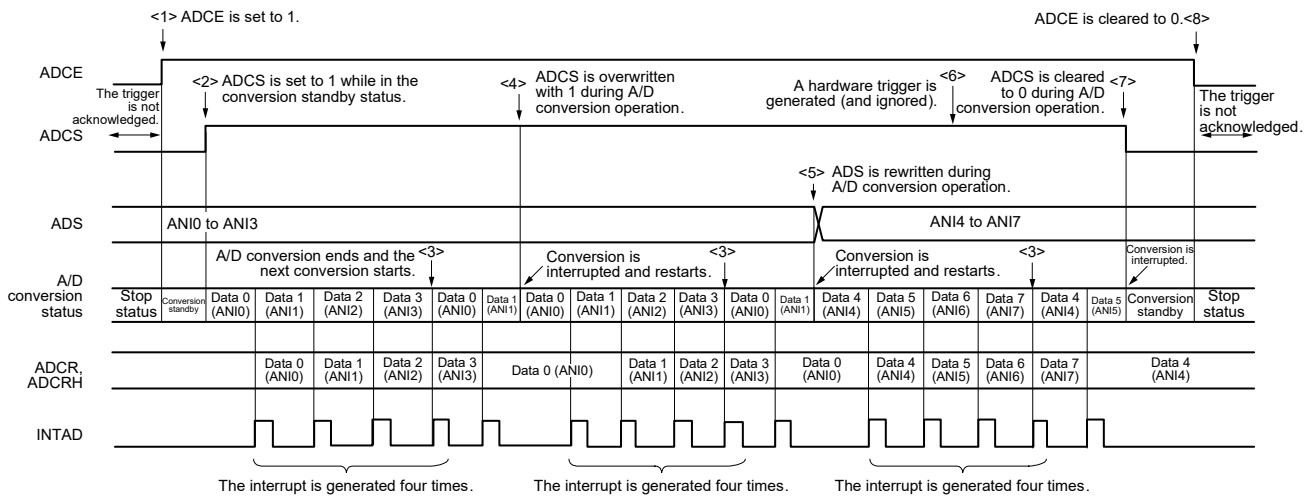 <1> ADCE is set to 1.
ADCE is cleared to 0.<8>
ADCE
The trigger
is not
acknowledged.
<2> ADCS is set to 1 while in the
conversion standby status.
<4>
ADCS is overwritten
with 1 during A/D
conversion operation.
A hardware trigger is
generated (and ignored).
<6>
ADCS is cleared
to 0 during A/D
conversion operation.
<7>
The trigger
is not
acknowledged.
ADCS
<5> ADS is rewritten during
A/D conversion operation.
ADS
ANI0 to ANI3
ANI4 to ANI7
A/D conversion ends and the
next conversion starts.
<3>
Conversion is
interrupted and restarts.
<3>
Conversion is
interrupted and restarts.
<3>
Conversion is
interrupted.
A/D
conversion
status
Stop
status
Conversion
standby
Data 0
(ANI0)
Data 1
(ANI1)
Data 2
(ANI2)
Data 3
(ANI3)
Data 0
(ANI0)
Data 1
(ANI1)
Data 0
(ANI0)
Data 1
(ANI1)
Data 2
(ANI2)
Data 3
(ANI3)
Data 0
(ANI0)
Data 1
(ANI1)
Data 4
(ANI4)
Data 5
(ANI5)
Data 6
(ANI6)
Data 7
(ANI7)
Data 4
(ANI4)
Data 5
(ANI5)
Conversion
standby
Stop
status
ADCR,
ADCRH
Data 0
(ANI0)
Data 1
(ANI1)
Data 2
(ANI2)
Data 3
(ANI3)
Data 0 (ANI0)
Data 1
(ANI1)
Data 2
(ANI2)
Data 3
(ANI3)
Data 0
(ANI0)
Data 4
(ANI4)
Data 5
(ANI5)
Data 6
(ANI6)
Data 7
(ANI7)
Data 4
(ANI4)
INTAD
The interrupt is generated four times.
The interrupt is generated four times.
The interrupt is generated four times.